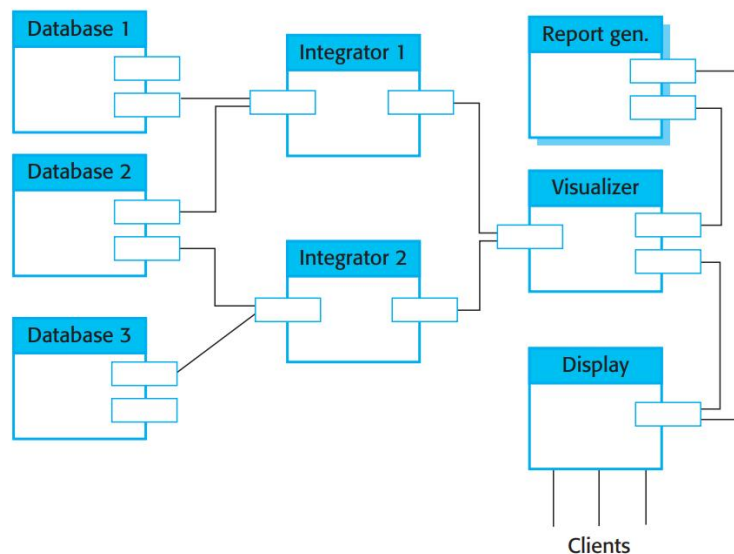 Database 1
Integrator 1
Report gen.
Database 2
Visualizer
Integrator 2
Database 3
Display
Clients